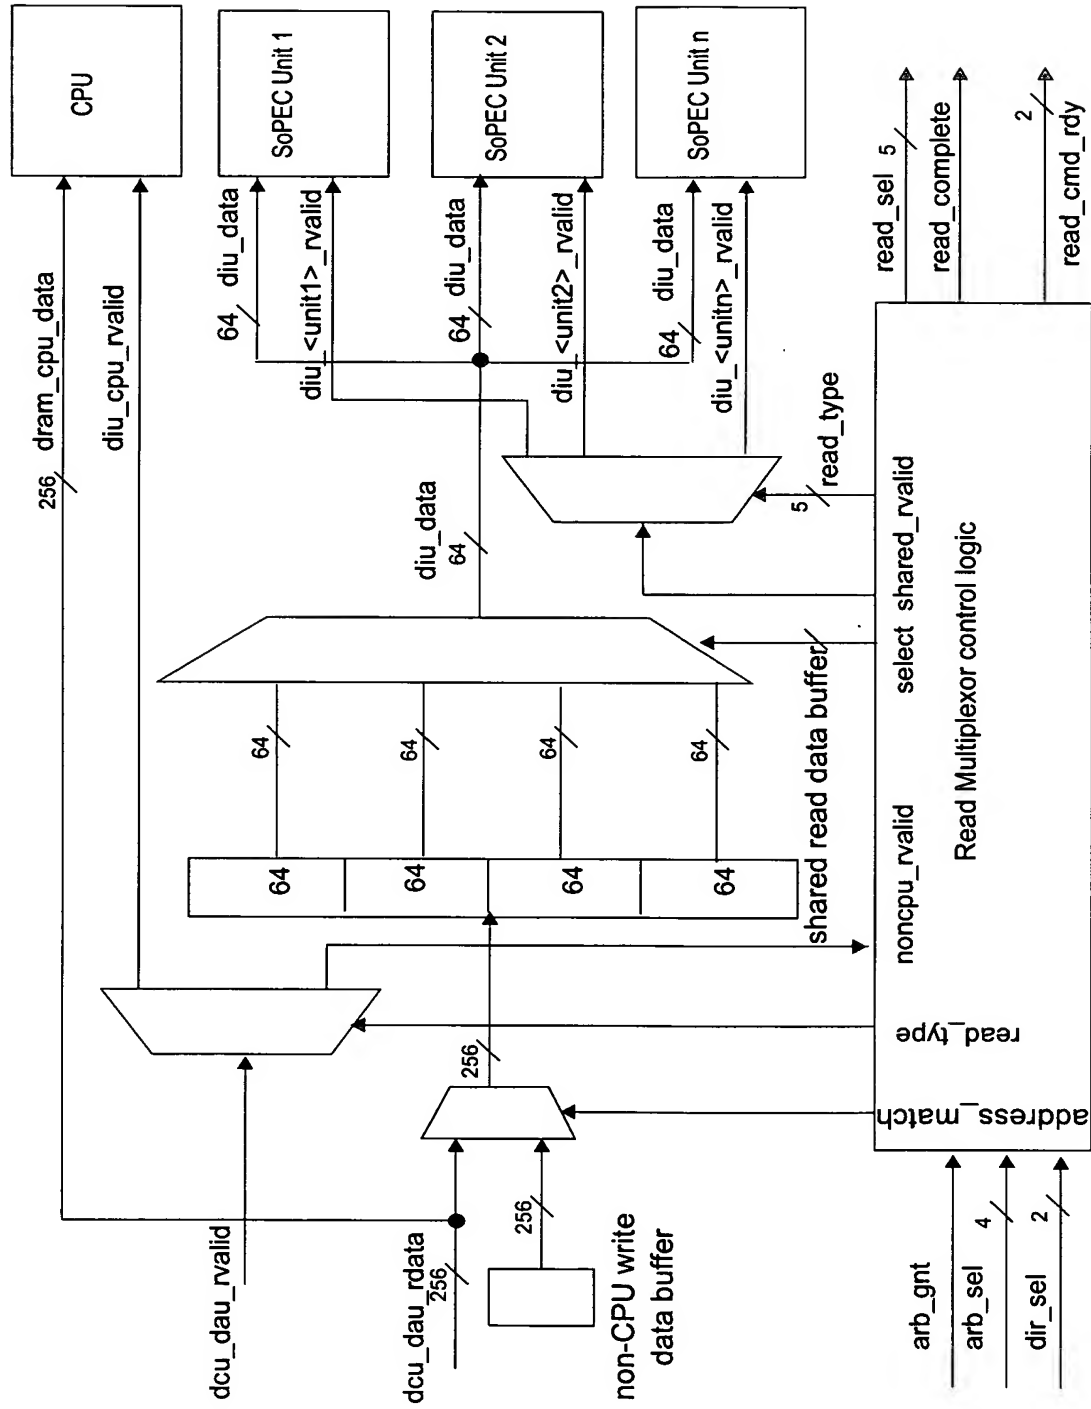 CPU
SoPEC Unit 1
SoPEC Unit 2
SoPEC Unit n
256
dram_cpu_data
diu_cpu_rvalid
64
diu_data
diu_<unit1>_rvalid
64
diu_data
diu_<unit2>_rvalid
64
diu_data
diu_<unitn>_rvalid
diu_data
64
64
64
64
64
64
64
64
64
shared read data buffer
5
read_type
256
dcu_dau_rvalid
dcu_dau_rdata
256
256
non-CPU write
data buffer
address_match
read_type
noncpu_rvalid
select
shared_rvalid
Read Multiplexor control logic
arb_gnt
arb_sel
4
dir_sel
2
read_sel
5
read_complete
2
read_cmd_rdy